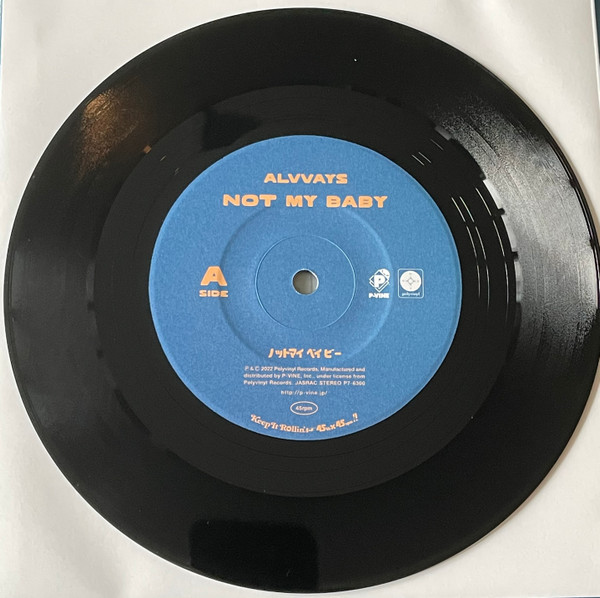 ALVVAYS
NOT MY BABY
A
SIDE
P
P-VINE
polyvinyl
ノットマイ ベイビー
P & C 2022 Polyvinyl Records. Manufactured and
distributed by P-VINE, Inc., under license from
Polyvinyl Records. JASRAC STEREO P7-6300
http://p-vine.jp/
45rpm
Keep It Rollin'